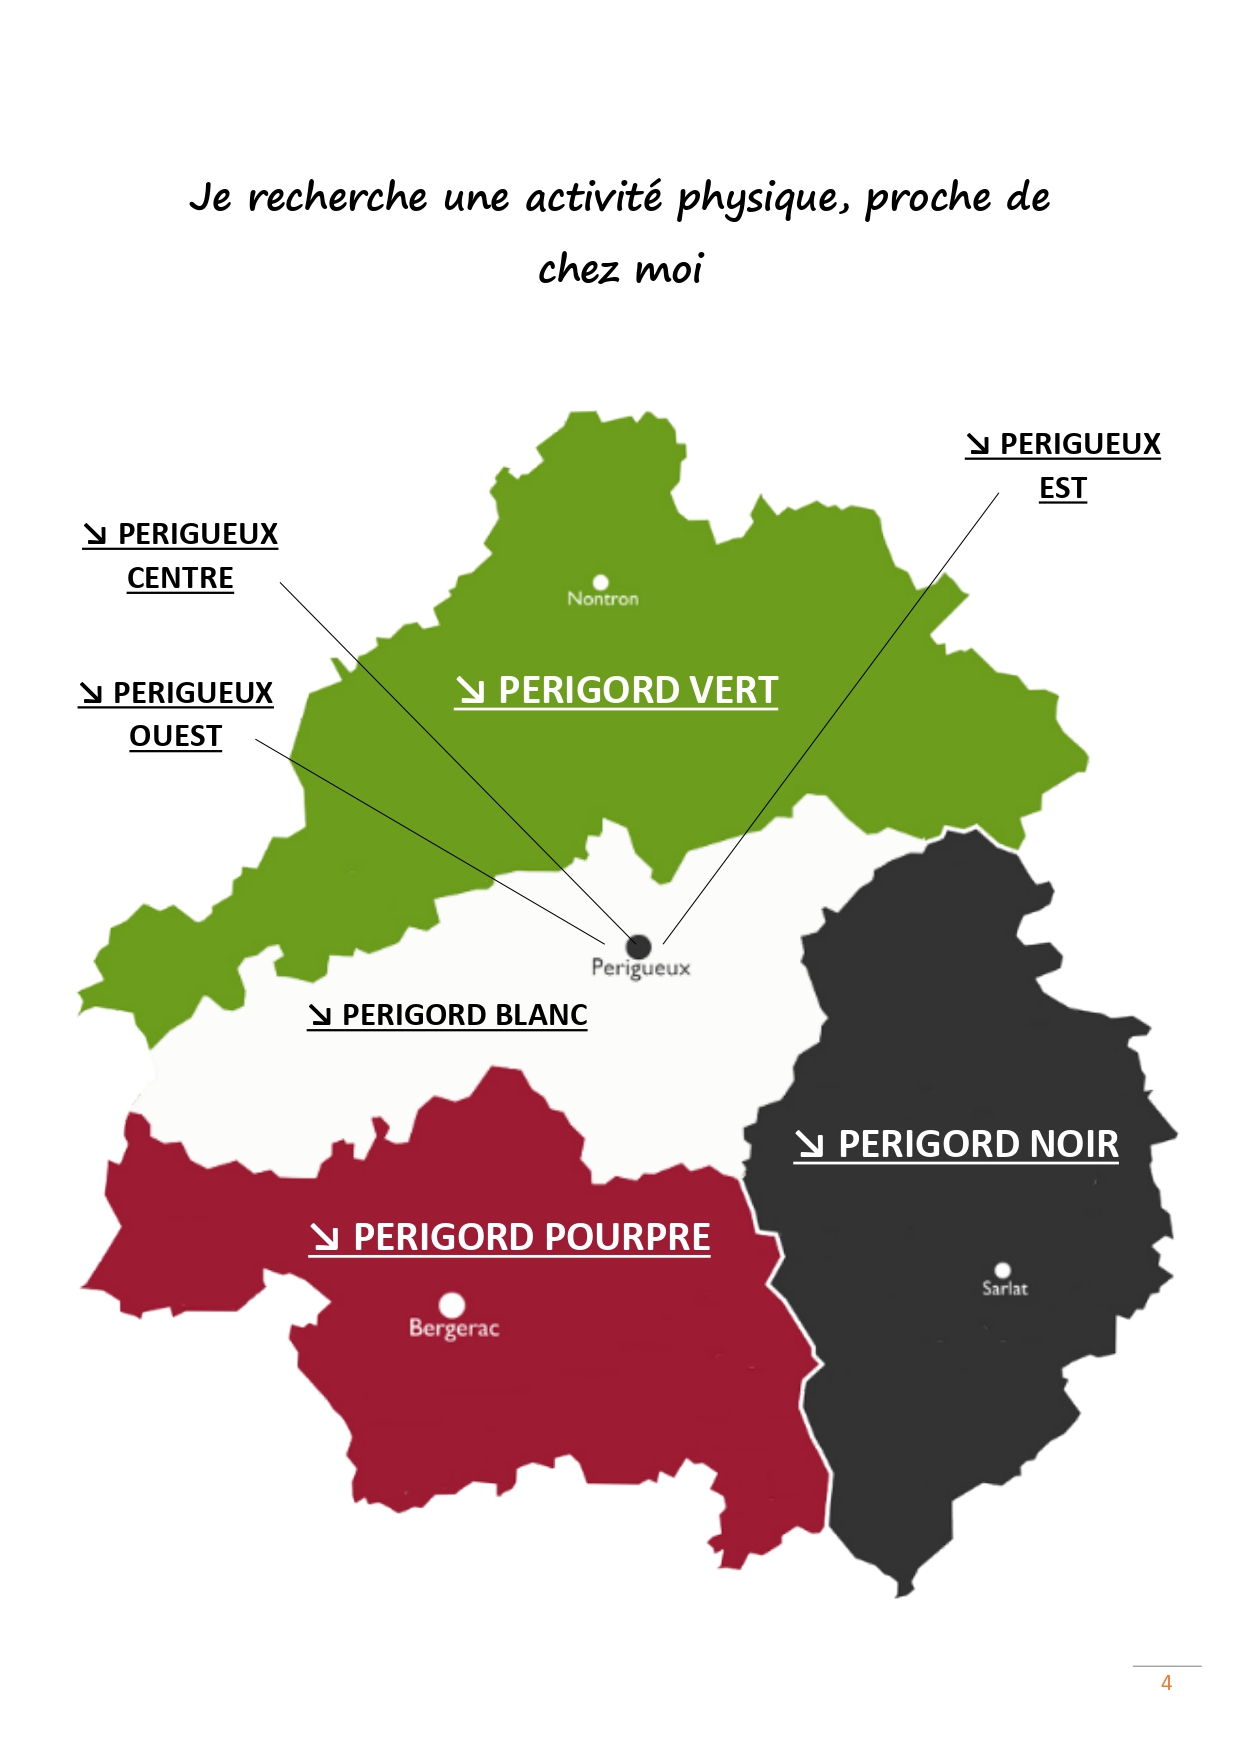 Je recherche une activité physique, proche de
chez moi
↘ PERIGUEUX
EST
↘ PERIGUEUX
CENTRE
Nontron
↘ PERIGUEUX
OUEST
↘ PERIGORD VERT
Perigueux
↘ PERIGORD BLANC
↘ PERIGORD NOIR
↘ PERIGORD POURPRE
Sarlat
Bergerac
4